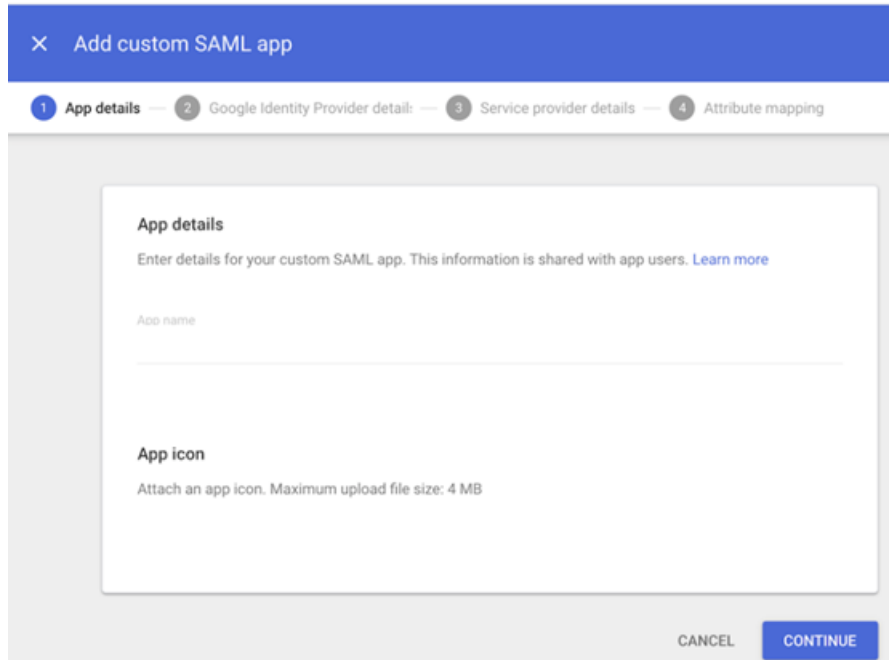 Add custom SAML app
1 App details 2 Google Identity Provider detail: 3 Service provider details 4 Attribute mapping
App details
Enter details for your custom SAML app. This information is shared with app users. Learn more
App name
App icon
Attach an app icon. Maximum upload file size: 4 MB
CANCEL CONTINUE